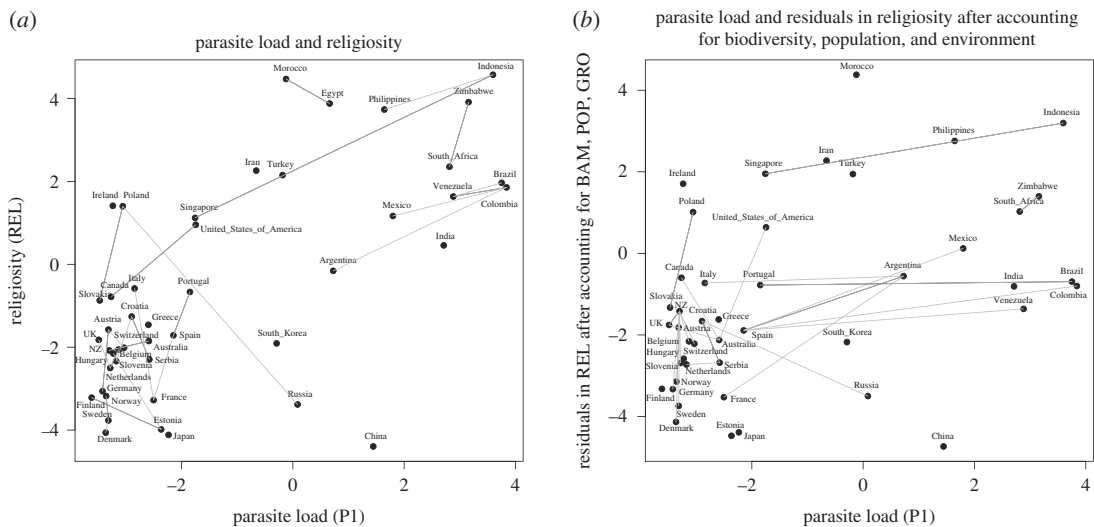 (a)
parasite load and religiosity
religiosity (REL)
4
2
0
−2
−4
Morocco
Indonesia
Egypt
Philippines
Zimbabwe
Iran
Turkey
South_Africa
Brazil
Venezuela
Colombia
Ireland
Poland
Singapore
Mexico
United_States_of_America
India
Argentina
Italy
Portugal
Canada
Slovakia
Croatia
Austria
Greece
UK
Switzerland
Spain
NZ
Australia
South_Korea
Hungary
Belgium
Serbia
Slovenia
Netherlands
Germany
Russia
Finland
France
Sweden
Estonia
Denmark
Japan
China
−2
0
2
4
parasite load (P1)
(b)
parasite load and residuals in religiosity after accounting
for biodiversity, population, and environment
residuals in REL after accounting for BAM, POP, GRO
4
2
0
−2
−4
Morocco
Indonesia
Philippines
Iran
Singapore
Turkey
Ireland
Zimbabwe
Poland
South_Africa
United_States_of_America
Mexico
Canada
Italy
Portugal
Argentina
India
Brazil
Colombia
Slovakia
Venezuela
NZ
Croatia
Greece
UK
Austria
Spain
Belgium
Australia
South_Korea
Hungary
Switzerland
Slovenia
Serbia
Netherlands
Norway
Finland
Germany
France
Russia
Sweden
Denmark
Estonia
Japan
China
−2
0
2
4
parasite load (P1)